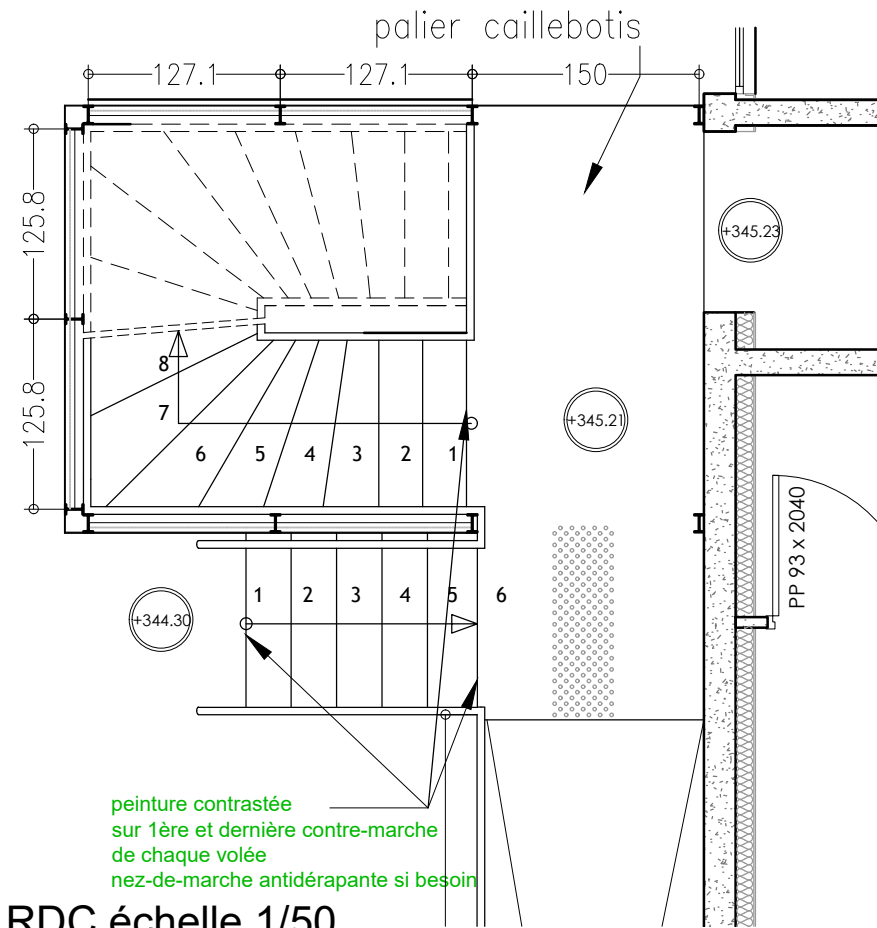 palier caillebotis
127.1
127.1
150
125.8
125.8
+345.23
+345.21
8
7
6 5 4 3 2 1
1 2 3 4 5 6
+344.30
PP 93 x 2040
peinture contrastée
sur 1ère et dernière contre-marche
de chaque volée
nez-de-marche antidérapante si besoin
RDC échelle 1/50